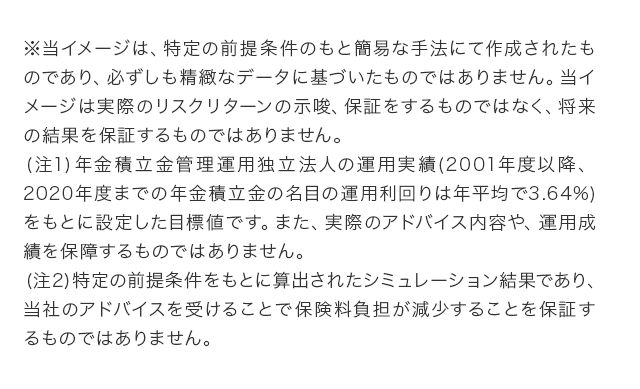 ※当イメージは、特定の前提条件のもと簡易な手法にて作成されたも
のであり、必ずしも精緻なデータに基づいたものではありません。当イ
メージは実際のリスクリターンの示唆、保証をするものではなく、将来
の結果を保証するものではありません。
(注1)年金積立金管理運用独立法人の運用実績(2001年度以降、
2020年度までの年金積立金の名目の運用利回りは年平均で3.64%)
をもとに設定した目標値です。また、実際のアドバイス内容や、運用成
績を保障するものではありません。
(注2)特定の前提条件をもとに算出されたシミュレーション結果であり、
当社のアドバイスを受けることで保険料負担が減少することを保証す
るものではありません。